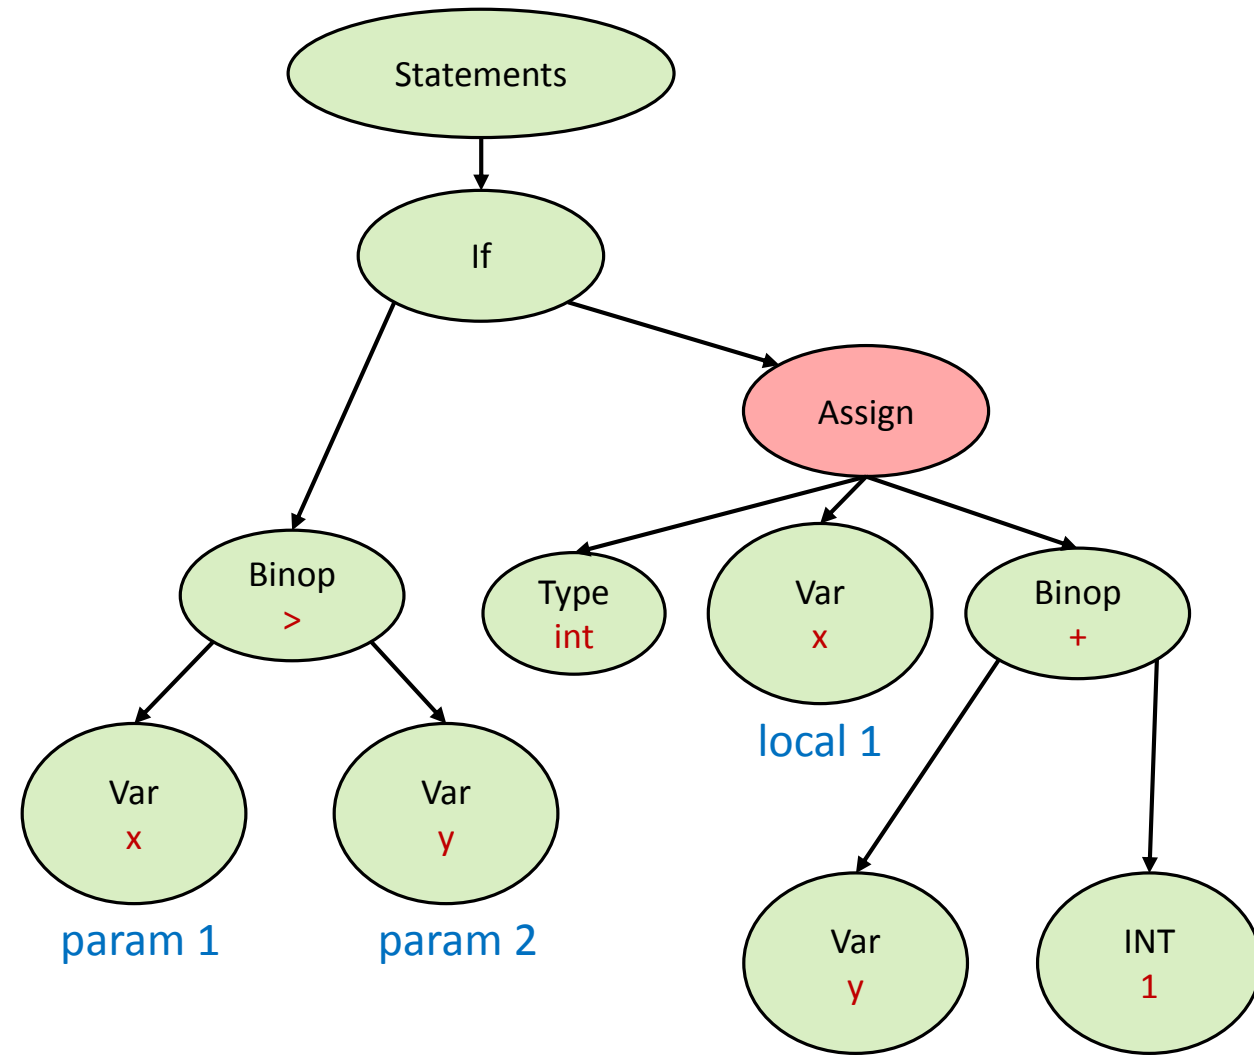 Statements
If
Assign
Binop
>
Type
int
Var
x
Binop
+
local 1
Var
x
Var
y
param 1
param 2
Var
y
INT
1